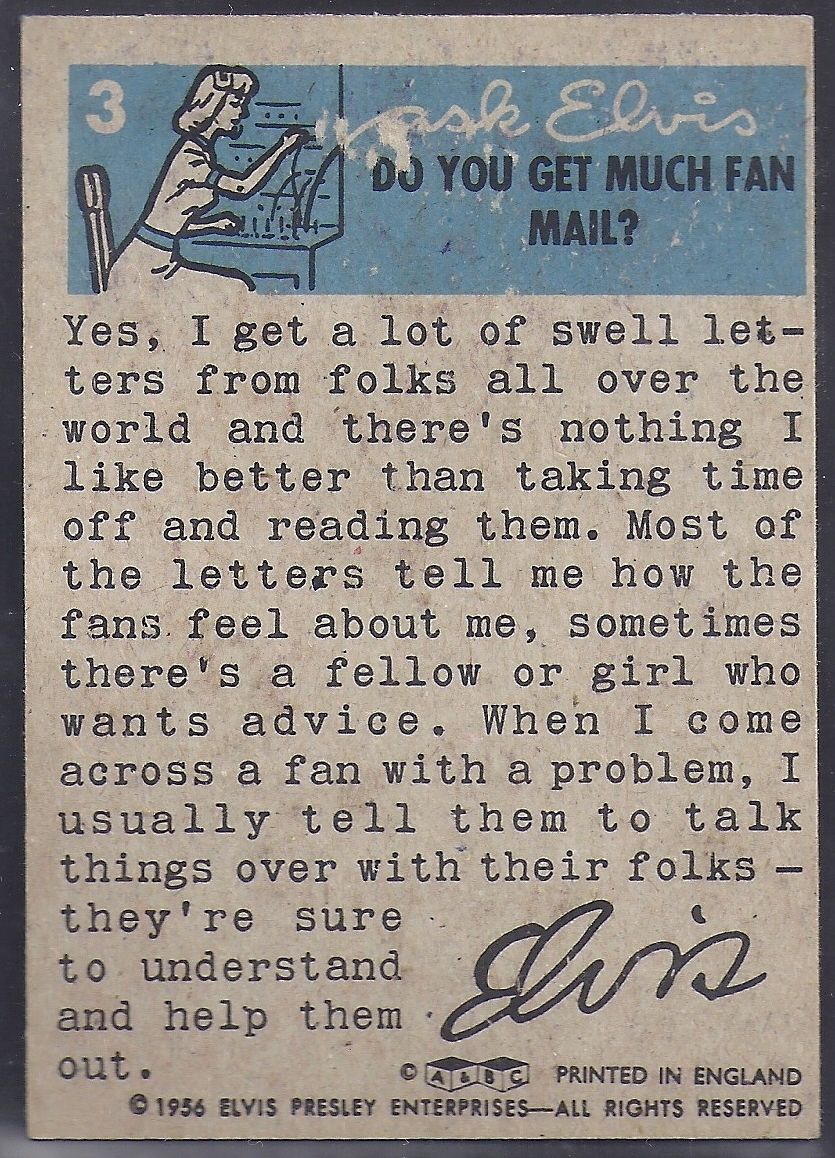 3
ask Elvis
DO YOU GET MUCH FAN
MAIL?
Yes, I get a lot of swell let-
ters from folks all over the
world and there's nothing I
like better than taking time
off and reading them. Most of
the letters tell me how the
fans feel about me, sometimes
there's a fellow or girl who
wants advice. When I come
across a fan with a problem, I
usually tell them to talk
things over with their folks —
they're sure
to understand
and help them
out.
Elvis
© A & B C PRINTED IN ENGLAND
© 1956 ELVIS PRESLEY ENTERPRISES—ALL RIGHTS RESERVED